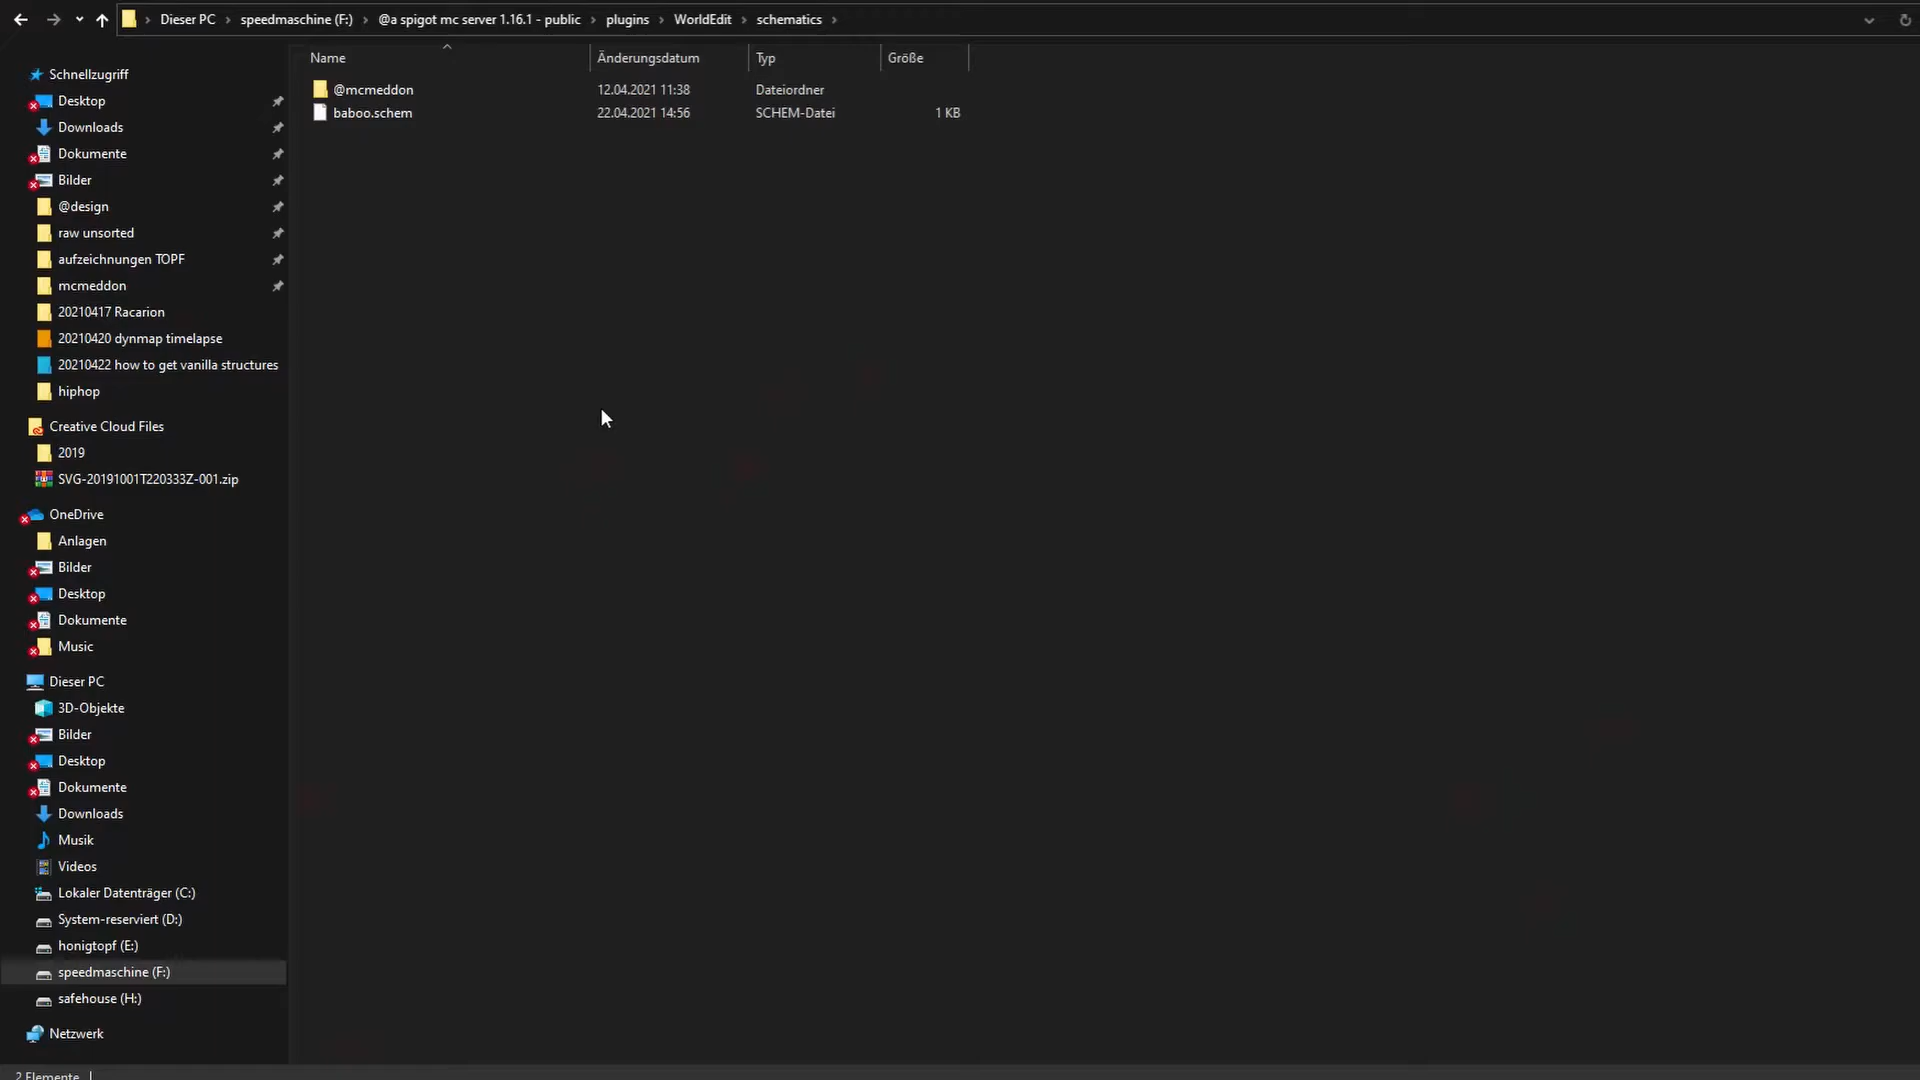 Dieser PC > speedmaschine (F:) > @a spigot mc server 1.16.1 - public > plugins > WorldEdit > schematics >
Name Änderungsdatum Typ Größe
@mcmeddon 12.04.2021 11:38 Dateiordner
baboo.schem 22.04.2021 14:56 SCHEM-Datei 1 KB
Schnellzugriff
Desktop
Downloads
Dokumente
Bilder
@design
raw unsorted
aufzeichnungen TOPF
mcmeddon
20210417 Racarion
20210420 dynmap timelapse
20210422 how to get vanilla structures
hiphop
Creative Cloud Files
2019
SVG-20191001T220333Z-001.zip
OneDrive
Anlagen
Bilder
Desktop
Dokumente
Music
Dieser PC
3D-Objekte
Bilder
Desktop
Dokumente
Downloads
Musik
Videos
Lokaler Datenträger (C:)
System-reserviert (D:)
honigtopf (E:)
speedmaschine (F:)
safehouse (H:)
Netzwerk
2 Elemente